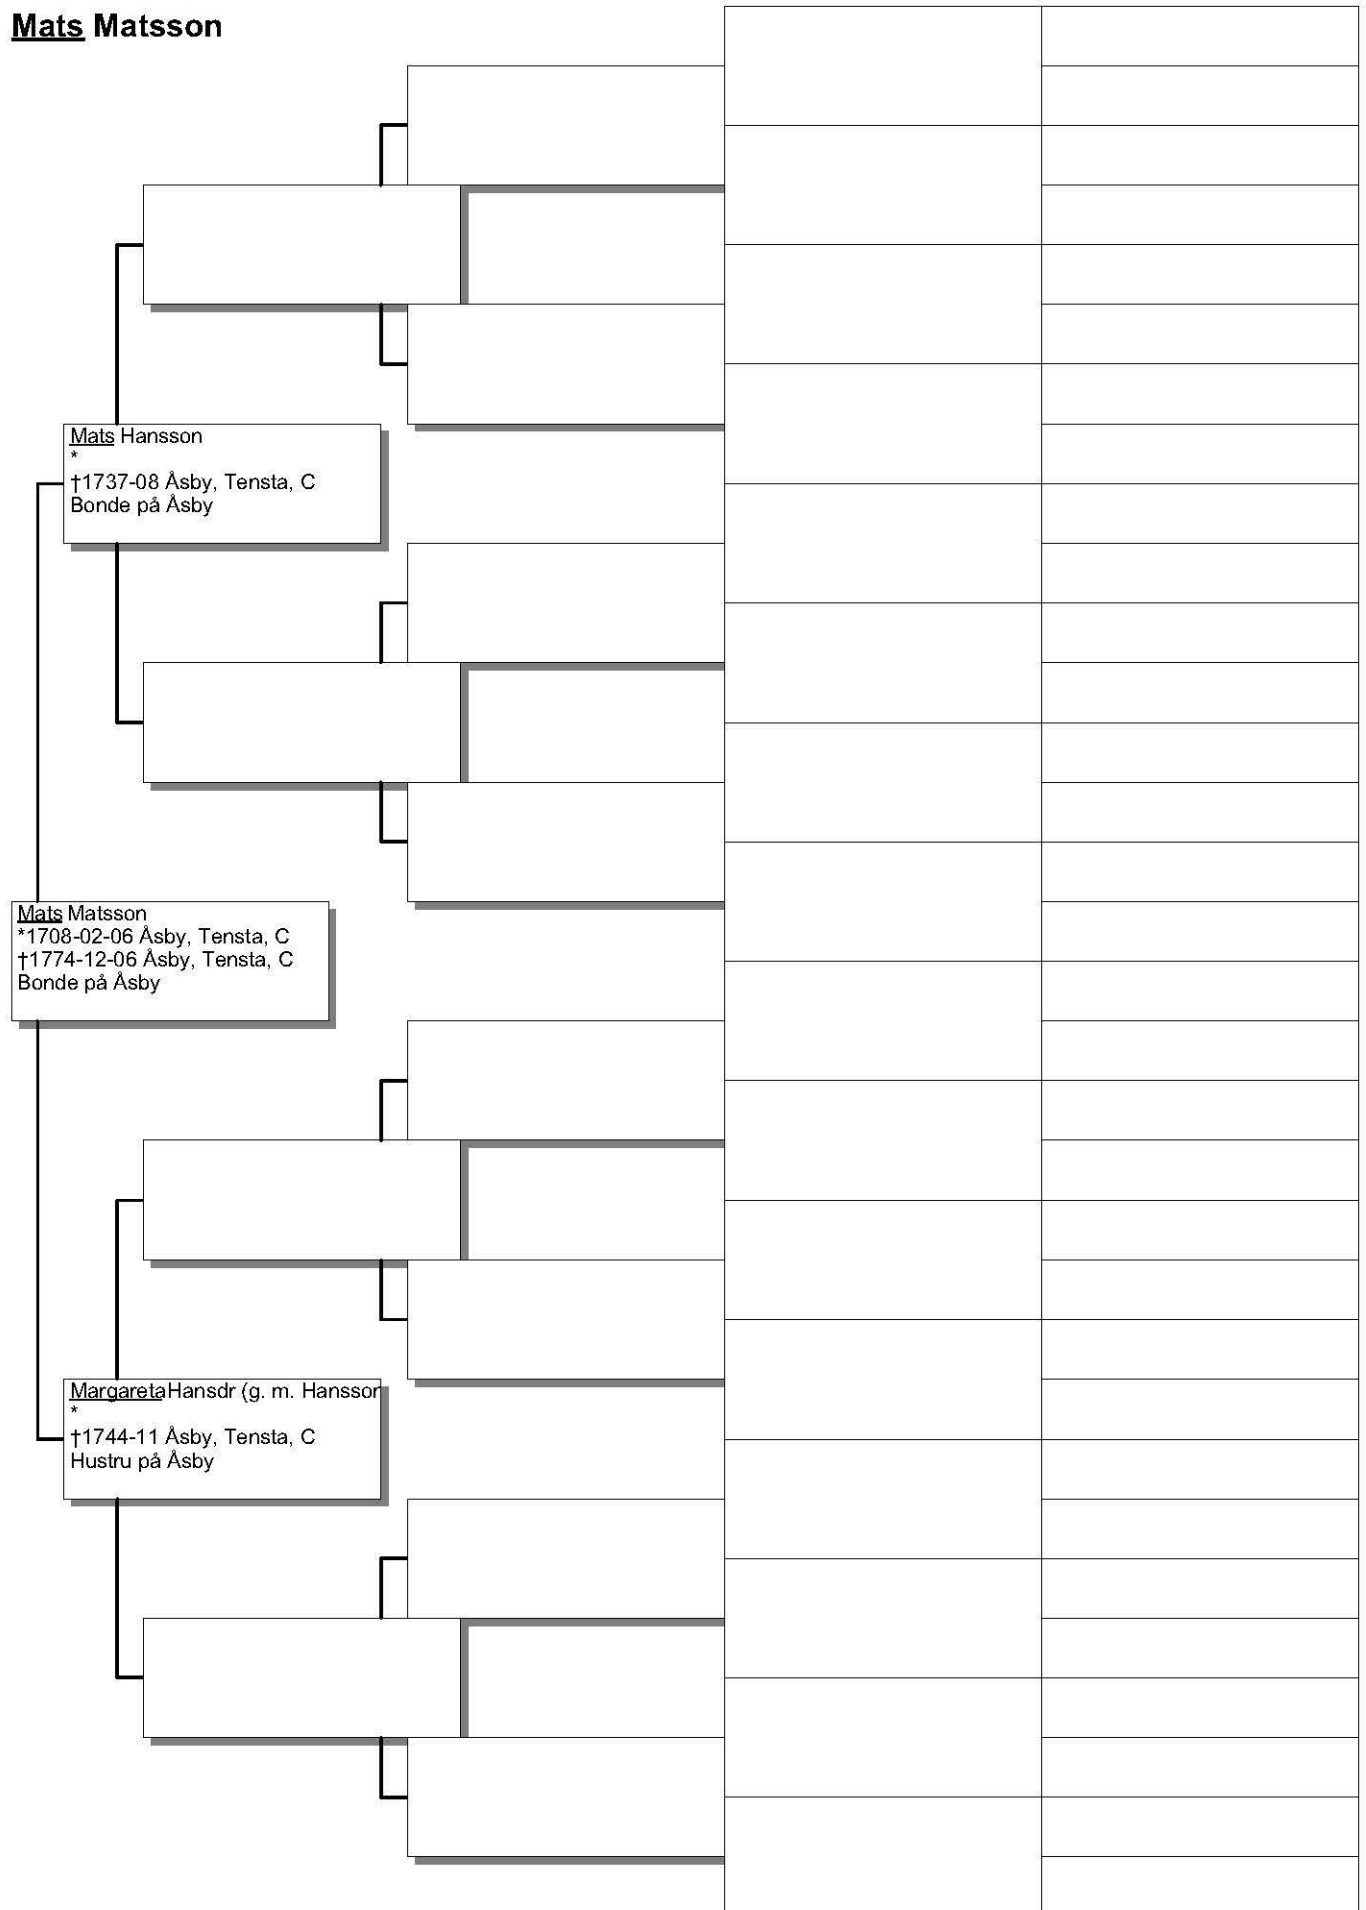 Mats Matsson
Mats Hansson
*
†1737-08 Åsby, Tensta, C
Bonde på Åsby
Mats Matsson
*1708-02-06 Åsby, Tensta, C
†1774-12-06 Åsby, Tensta, C
Bonde på Åsby
Margareta Hansdr (g. m. Hansson
*
†1744-11 Åsby, Tensta, C
Hustru på Åsby